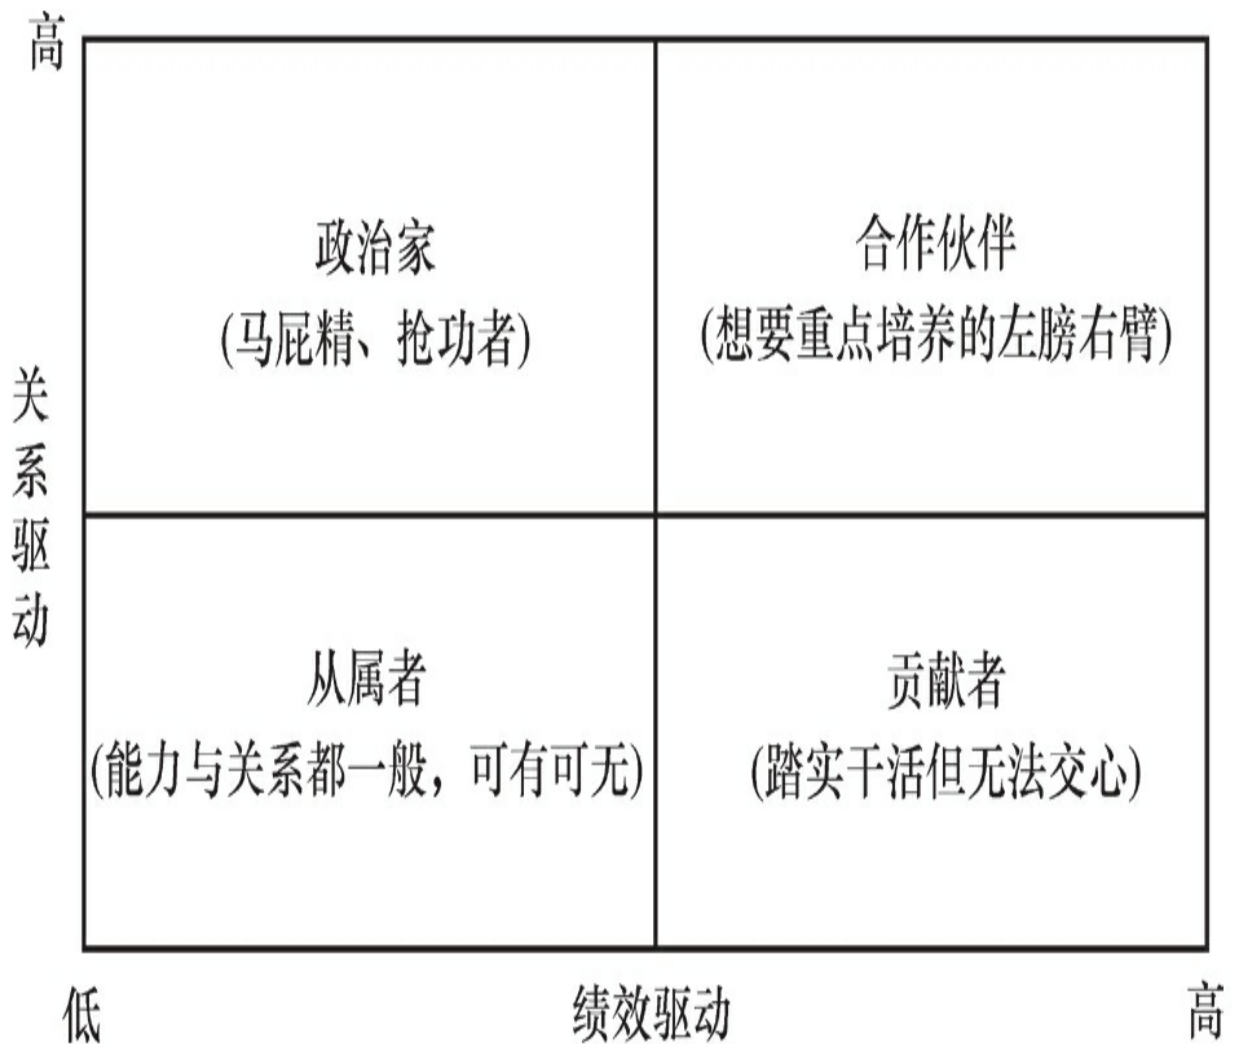 高
政治家
(马屁精、抢功者)
合作伙伴
(想要重点培养的左膀右臂)
关系驱动
从属者
(能力与关系都一般，可有可无)
贡献者
(踏实干活但无法交心)
低
绩效驱动
高